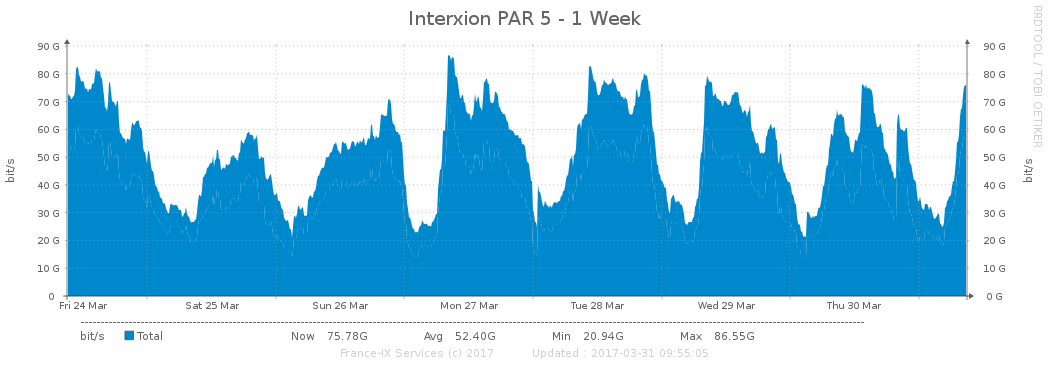 Interxion PAR 5 - 1 Week
RRDTOOL / TOBI OETIKER
bit/s
90 G
80 G
70 G
60 G
50 G
40 G
30 G
20 G
10 G
0
90 G
80 G
70 G
60 G
50 G
40 G
30 G
20 G
10 G
0 G
bit/s
Fri 24 Mar Sat 25 Mar Sun 26 Mar Mon 27 Mar Tue 28 Mar Wed 29 Mar Thu 30 Mar
bit/s Total Now 75.78G Avg 52.40G Min 20.94G Max 86.55G
France-IX Services (c) 2017 Updated : 2017-03-31 09:55:05